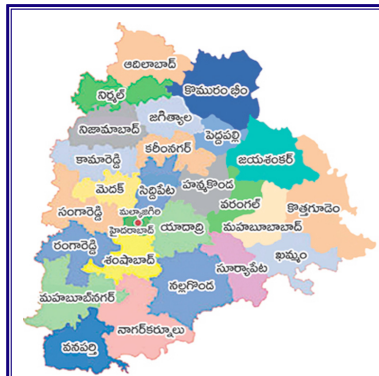 ఆదిలాబాద్
కొమురం భీం
నిర్మల్
జగిత్యాల
నిజామాబాద్
పెద్దపల్లి
కరీంనగర్
కామారెడ్డి
జయశంకర్
మెదక్
సిద్దిపేట
హన్మకొండ
సంగారెడ్డి
మల్కాజిగిరి
వరంగల్
కొత్తగూడెం
హైదరాబాద్
యాదాద్రి
మహబూబాబాద్
రంగారెడ్డి
శంషాబాద్
సూర్యాపేట
ఖమ్మం
నల్లగొండ
మహబూబ్‌నగర్
నాగర్‌కర్నూలు
వనపర్తి